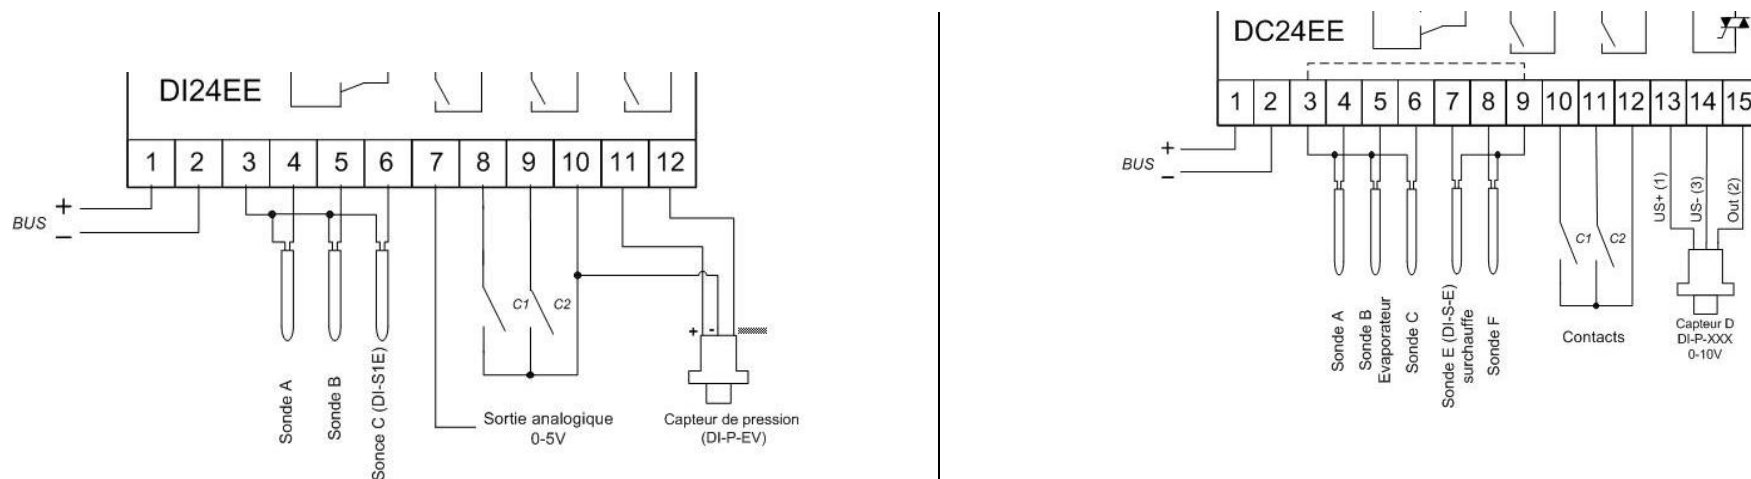 DI24EE
1 2 3 4 5 6 7 8 9 10 11 12
+
BUS
−
C1 C2
+ -
Sonde A
Sonde B
Sonce C (DI-S1E)
Sortie analogique
0-5V
Capteur de pression
(DI-P-EV)
DC24EE
1 2 3 4 5 6 7 8 9 10 11 12 13 14 15
+
BUS
−
US+ (1)
US- (3)
Out (2)
C1 C2
Sonde A
Sonde B
Evaporateur
Sonde C
Sonde E (DI-S-E)
surchauffe
Sonde F
Contacts
Capteur D
DI-P-XXX
0-10V